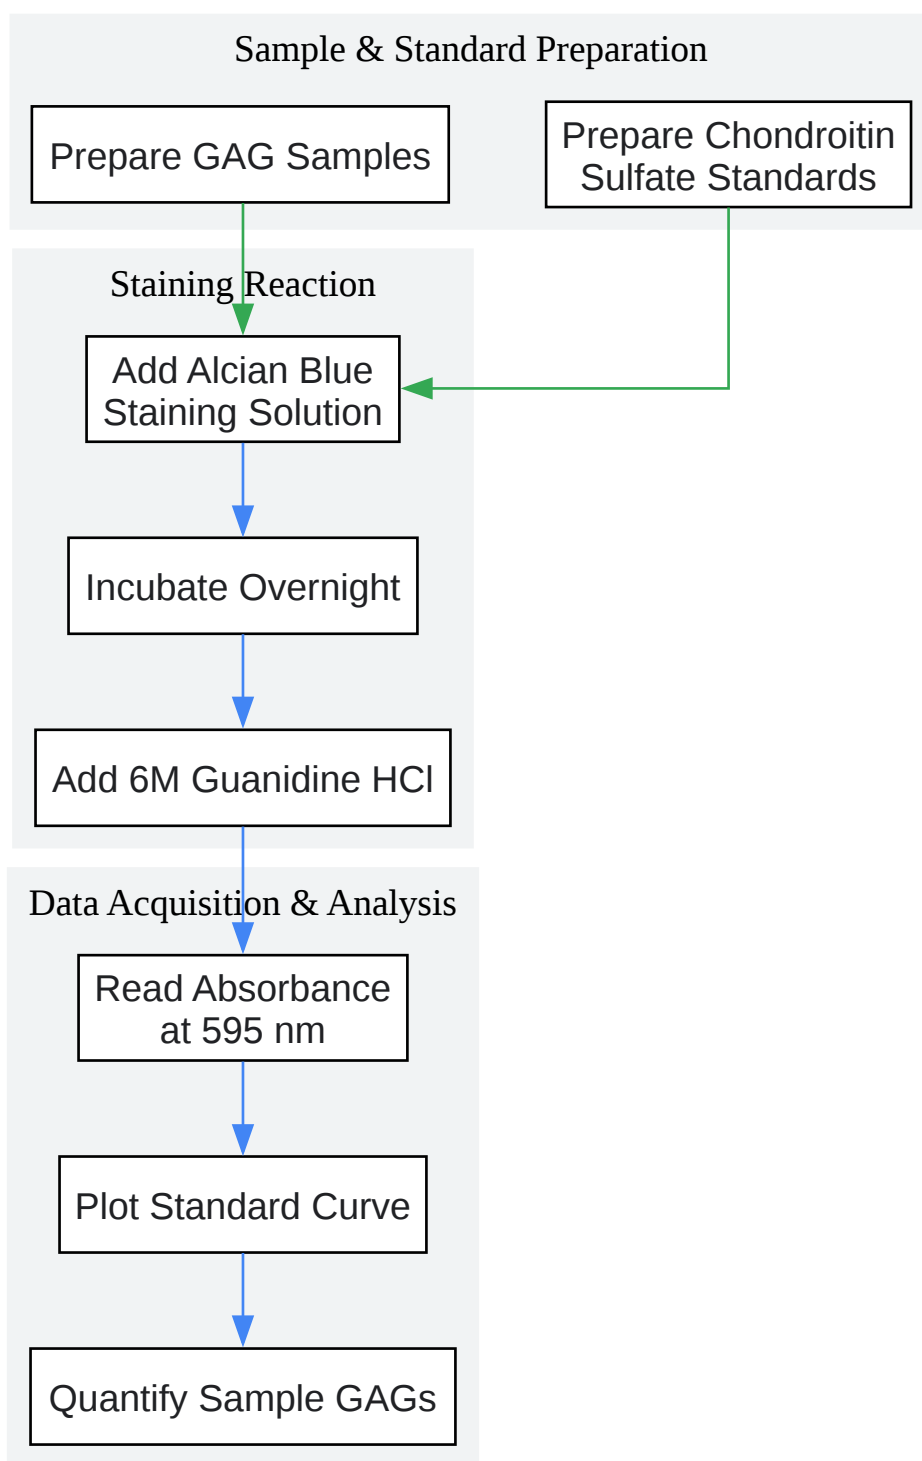 Sample & Standard Preparation
Prepare GAG Samples
Prepare Chondroitin
Sulfate Standards
Staining Reaction
Add Alcian Blue
Staining Solution
Incubate Overnight
Add 6M Guanidine HCl
Data Acquisition & Analysis
Read Absorbance
at 595 nm
Plot Standard Curve
Quantify Sample GAGs